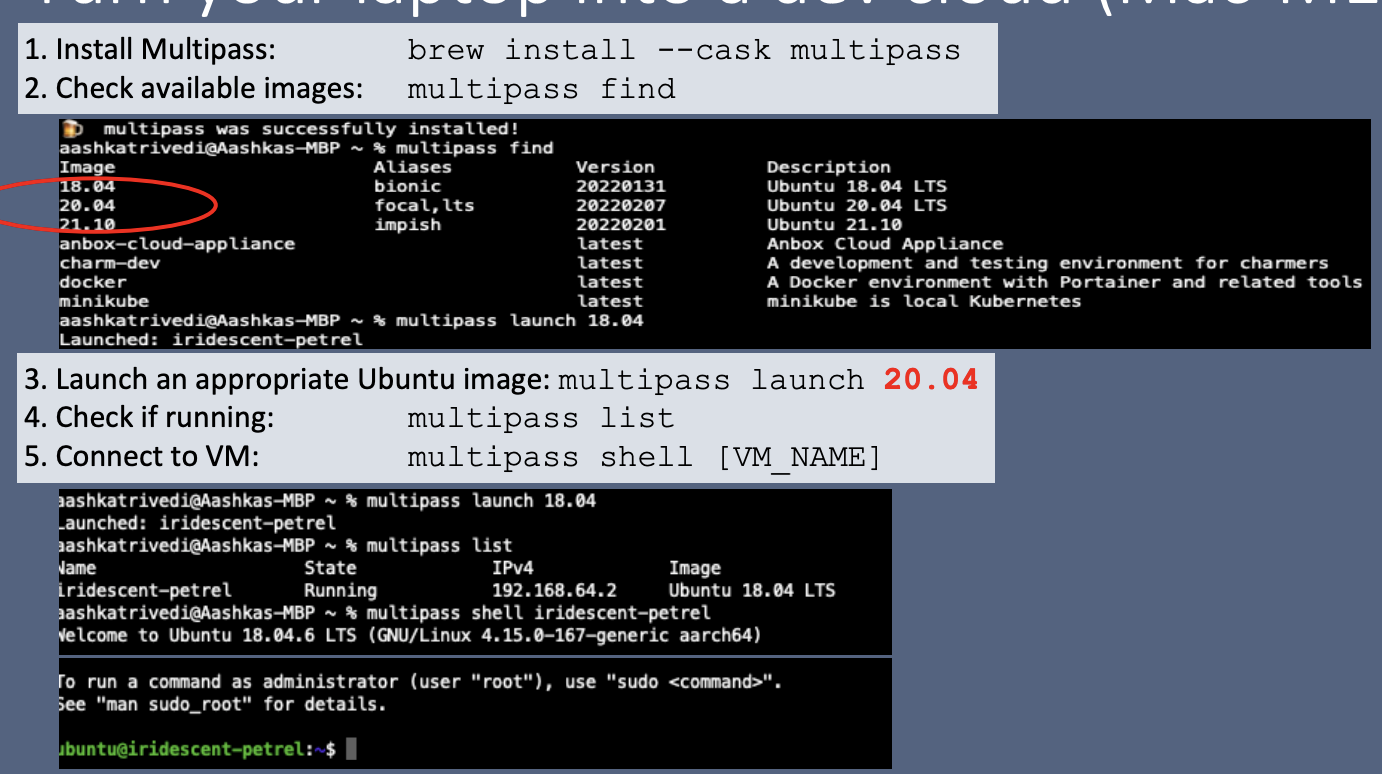 Turn your laptop into a dev cloud (Mac M1
1. Install Multipass: brew install --cask multipass
2. Check available images: multipass find
🍺 multipass was successfully installed!
aashkatrivedi@Aashkas-MBP ~ % multipass find
Image Aliases Version Description
18.04 bionic 20220131 Ubuntu 18.04 LTS
20.04 focal,lts 20220207 Ubuntu 20.04 LTS
21.10 impish 20220201 Ubuntu 21.10
anbox-cloud-appliance latest Anbox Cloud Appliance
charm-dev latest A development and testing environment for charmers
docker latest A Docker environment with Portainer and related tools
minikube latest minikube is local Kubernetes
aashkatrivedi@Aashkas-MBP ~ % multipass launch 18.04
Launched: iridescent-petrel
3. Launch an appropriate Ubuntu image: multipass launch 20.04
4. Check if running: multipass list
5. Connect to VM: multipass shell [VM_NAME]
aashkatrivedi@Aashkas-MBP ~ % multipass launch 18.04
Launched: iridescent-petrel
aashkatrivedi@Aashkas-MBP ~ % multipass list
Name State IPv4 Image
iridescent-petrel Running 192.168.64.2 Ubuntu 18.04 LTS
aashkatrivedi@Aashkas-MBP ~ % multipass shell iridescent-petrel
Welcome to Ubuntu 18.04.6 LTS (GNU/Linux 4.15.0-167-generic aarch64)
To run a command as administrator (user "root"), use "sudo <command>".
See "man sudo_root" for details.
ubuntu@iridescent-petrel:~$